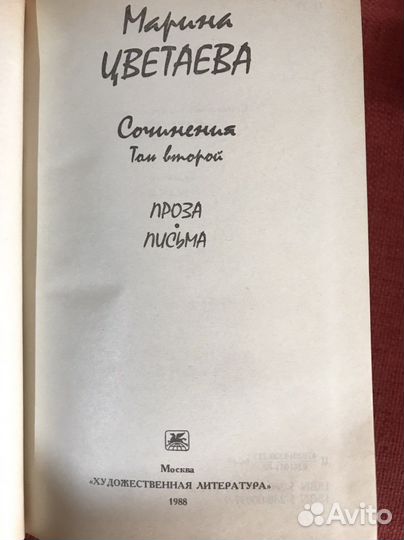 Марина
ЦВЕТАЕВА
Сочинения
Том второй
ПРОЗА
•
ПИСЬМА
Москва
«ХУДОЖЕСТВЕННАЯ ЛИТЕРАТУРА»
1988
Avito